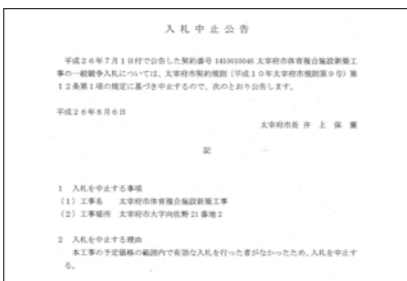 入札中止公告
平成26年7月1日付で公告した契約番号1410010046太宰府市体育複合施設新築工
事の一般競争入札については、太宰府市契約規則（平成10年太宰府市規則第9号）第
12条第1項の規定に基づき中止するので、次のとおり公告します。
平成26年8月6日
太宰府市長 井 上 保 廣
記
1 入札を中止する事項
（1）工事名 太宰府市体育複合施設新築工事
（2）工事場所 太宰府市大字向佐野21番地2
2 入札を中止する理由
本工事の予定価格の範囲内で有効な入札を行った者がなかったため、入札を中止す
る。